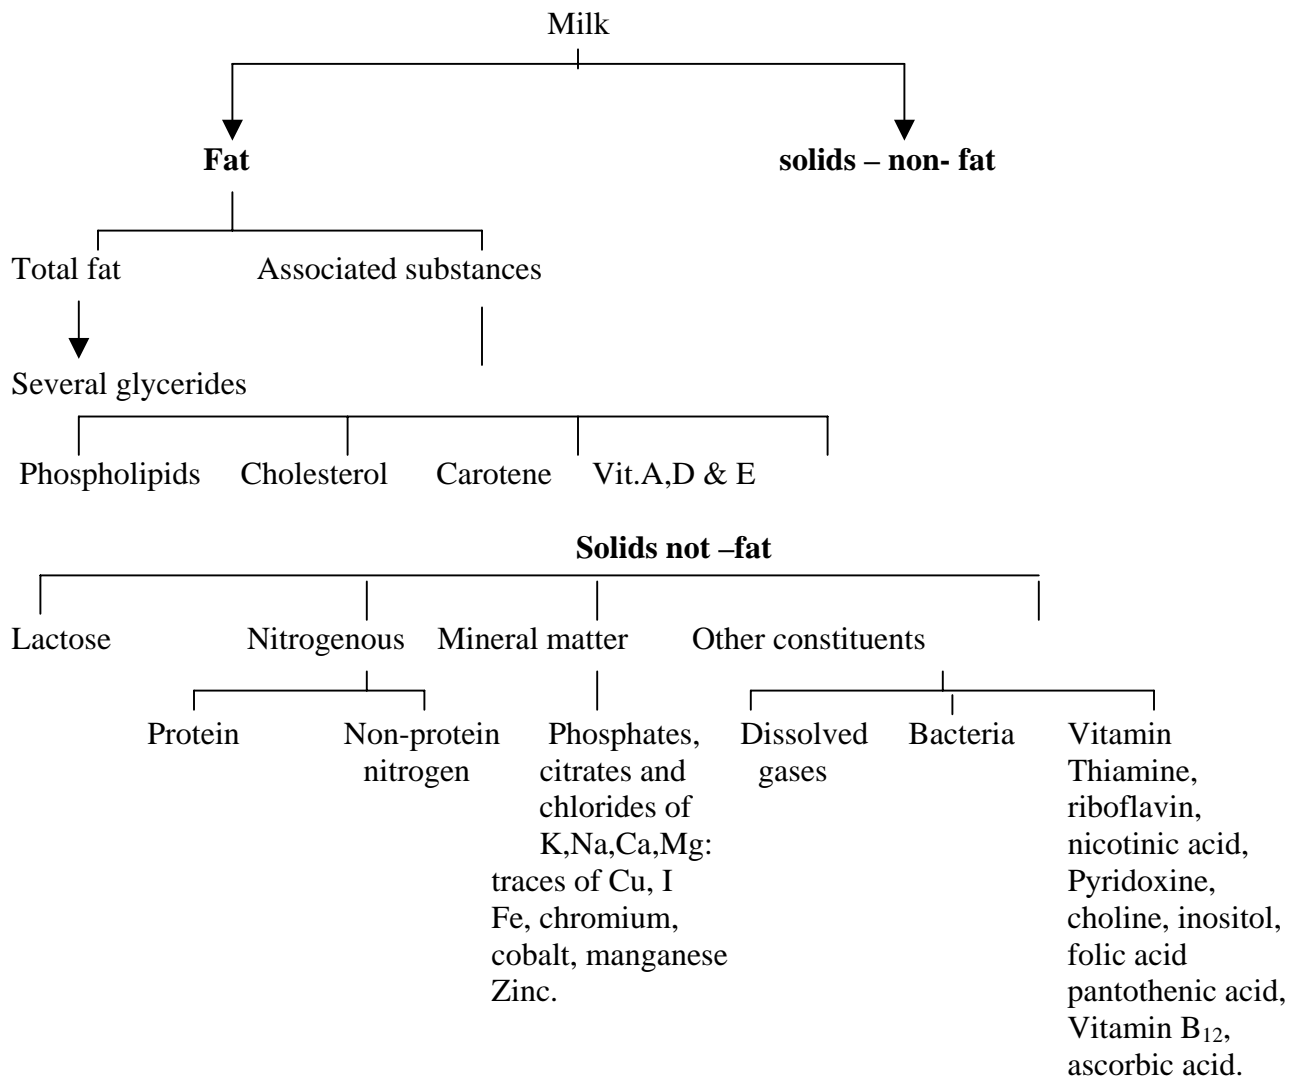 Milk
Fat
solids – non- fat
Total fat
Associated substances
Several glycerides
Phospholipids
Cholesterol
Carotene
Vit.A,D & E
Solids not –fat
Lactose
Nitrogenous
Mineral matter
Other constituents
Protein
Non-protein
nitrogen
Phosphates,
citrates and
chlorides of
K,Na,Ca,Mg:
traces of Cu, I
Fe, chromium,
cobalt, manganese
Zinc.
Dissolved
gases
Bacteria
Vitamin
Thiamine,
riboflavin,
nicotinic acid,
Pyridoxine,
choline, inositol,
folic acid
pantothenic acid,
Vitamin B₁₂,
ascorbic acid.